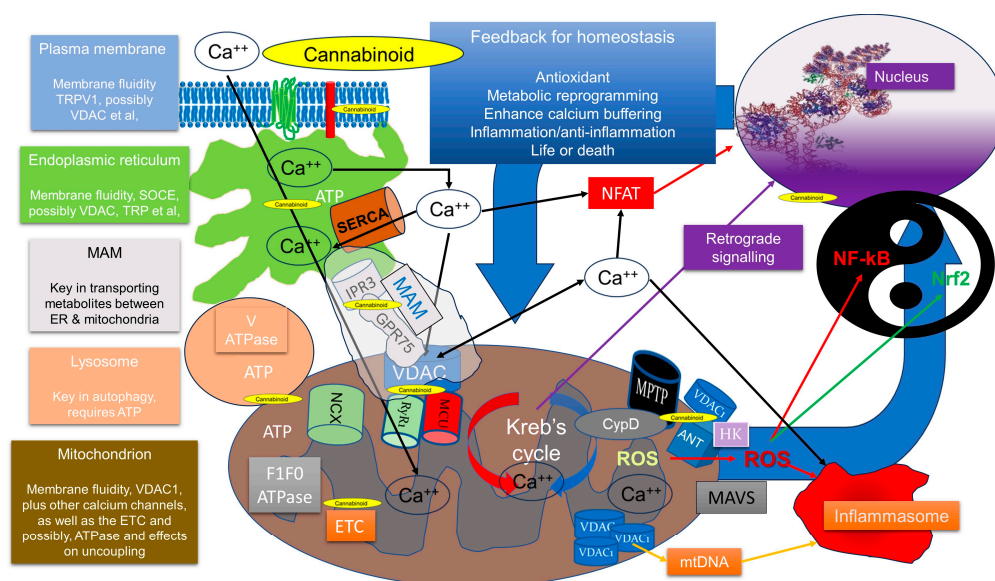 Plasma membrane
Membrane fluidity
TRPV1, possibly
VDAC et al,
Endoplasmic reticulum
Membrane fluidity, SOCE,
possibly VDAC, TRP et al,
MAM
Key in transporting
metabolites between
ER & mitochondria
Lysosome
Key in autophagy,
requires ATP
Mitochondrion
Membrane fluidity, VDAC1,
plus other calcium channels,
as well as the ETC and
possibly, ATPase and effects
on uncoupling
Ca++
Cannabinoid
Cannabinoid
Feedback for homeostasis
Antioxidant
Metabolic reprogramming
Enhance calcium buffering
Inflammation/anti-inflammation
Life or death
Nucleus
Cannabinoid
Ca++
ATP
Cannabinoid
SERCA
Ca++
Ca++
NFAT
Retrograde
signalling
NF-kB
Nrf2
Ca++
IPR3
Cannabinoid
MAM
GPR75
VDAC
Cannabinoid
V
ATPase
ATP
Cannabinoid
NCX
RyR1
MCU
ATP
F1F0
ATPase
Cannabinoid
ETC
Ca++
Kreb's
cycle
Ca++
CypD
MPTP
VDAC1
Cannabinoid
ANT
HK
ROS
ROS
Ca++
MAVS
Inflammasome
VDAC1
VDAC1
VDAC1
mtDNA